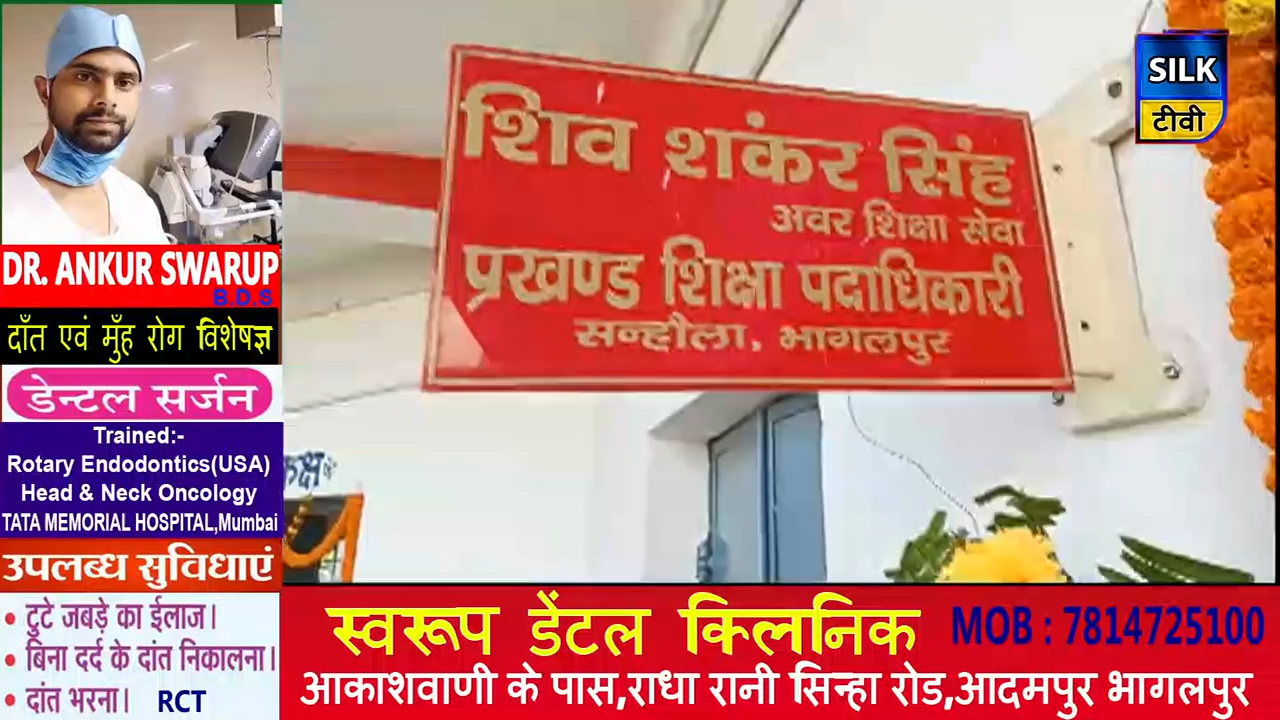 SILK
टीवी
शिव शंकर सिंह
अवर शिक्षा सेवा
प्रखण्ड शिक्षा पदाधिकारी
सन्हौला, भागलपुर
कक्ष
DR. ANKUR SWARUP
B.D.S
दाँत एवं मुँह रोग विशेषज्ञ
डेन्टल सर्जन
Trained:-
Rotary Endodontics(USA)
Head & Neck Oncology
TATA MEMORIAL HOSPITAL,Mumbai
उपलब्ध सुविधाएं
• टुटे जबड़े का ईलाज।
• बिना दर्द के दांत निकालना।
• दांत भरना। RCT
स्वरूप डेंटल क्लिनिक MOB : 7814725100
आकाशवाणी के पास,राधा रानी सिन्हा रोड,आदमपुर भागलपुर